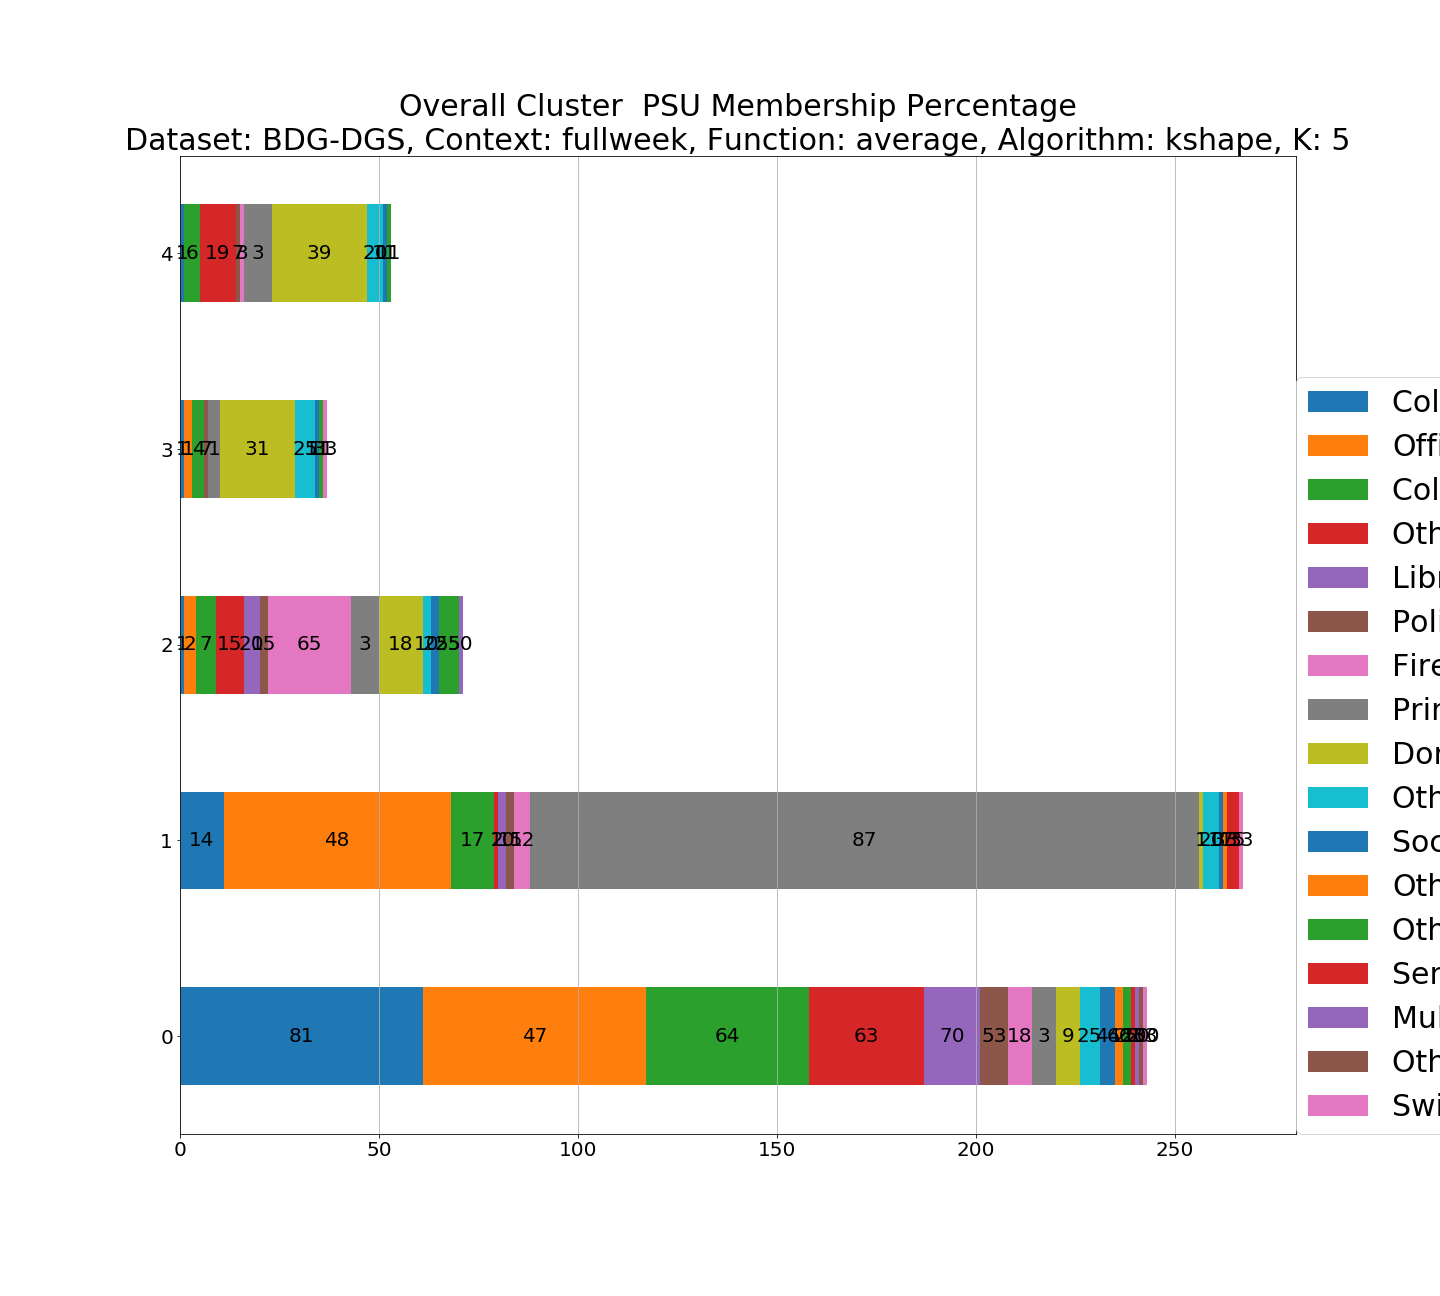 Overall Cluster  PSU Membership Percentage
Dataset: BDG-DGS, Context: fullweek, Function: average, Algorithm: kshape, K: 5
4 19 3 39
3 31
2 7 15 65 3 18
1 14 48 17 87
0 81 47 64 63 70 53 18 3 9 25
0 50 100 150 200 250
Col
Offi
Col
Oth
Libr
Poli
Fire
Prin
Dor
Oth
Soc
Oth
Oth
Ser
Mul
Oth
Swi